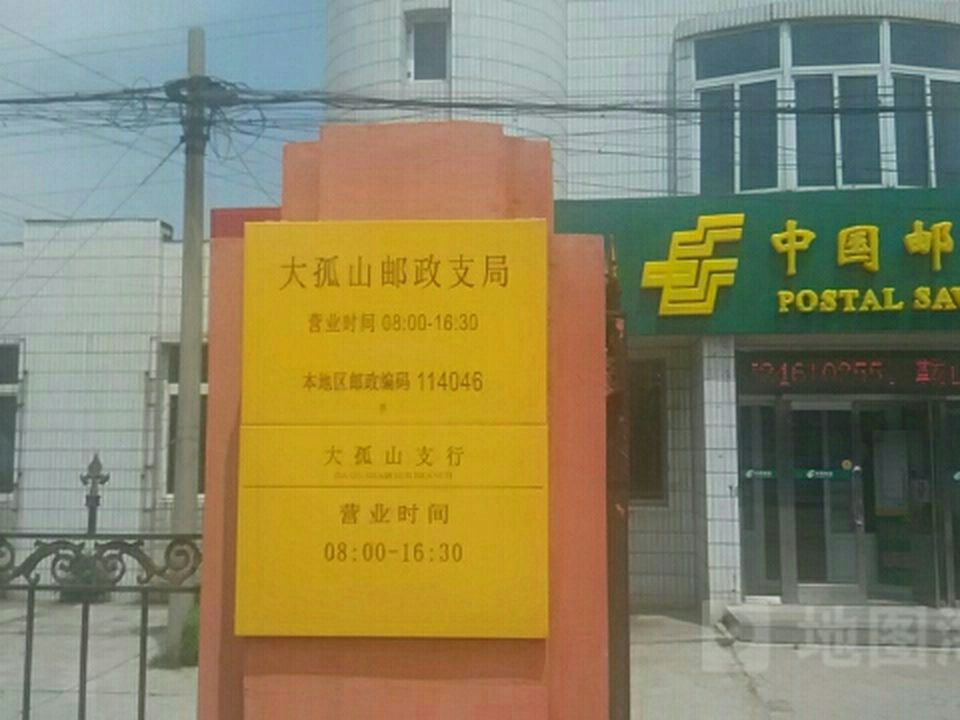 大孤山邮政支局
营业时间 08:00-16:30
本地区邮政编码 114046
大孤山支行
营业时间
08:00-16:30
中国邮
POSTAL SAV
地图